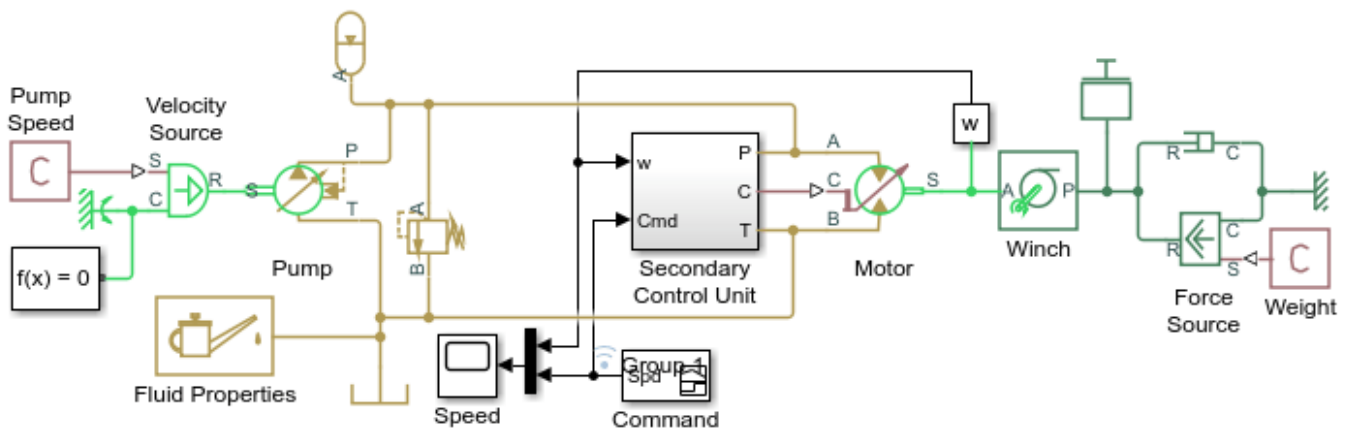 Pump
Speed
C
Velocity
Source
S
C
R
S
f(x) = 0
P
T
Pump
A
A
B
Fluid Properties
w
Cmd
P
C
T
Secondary
Control Unit
A
C
B
S
Motor
w
A
P
Winch
R
C
R
C
S
Force
Source
C
Weight
Speed
Group 1
Spd
Command